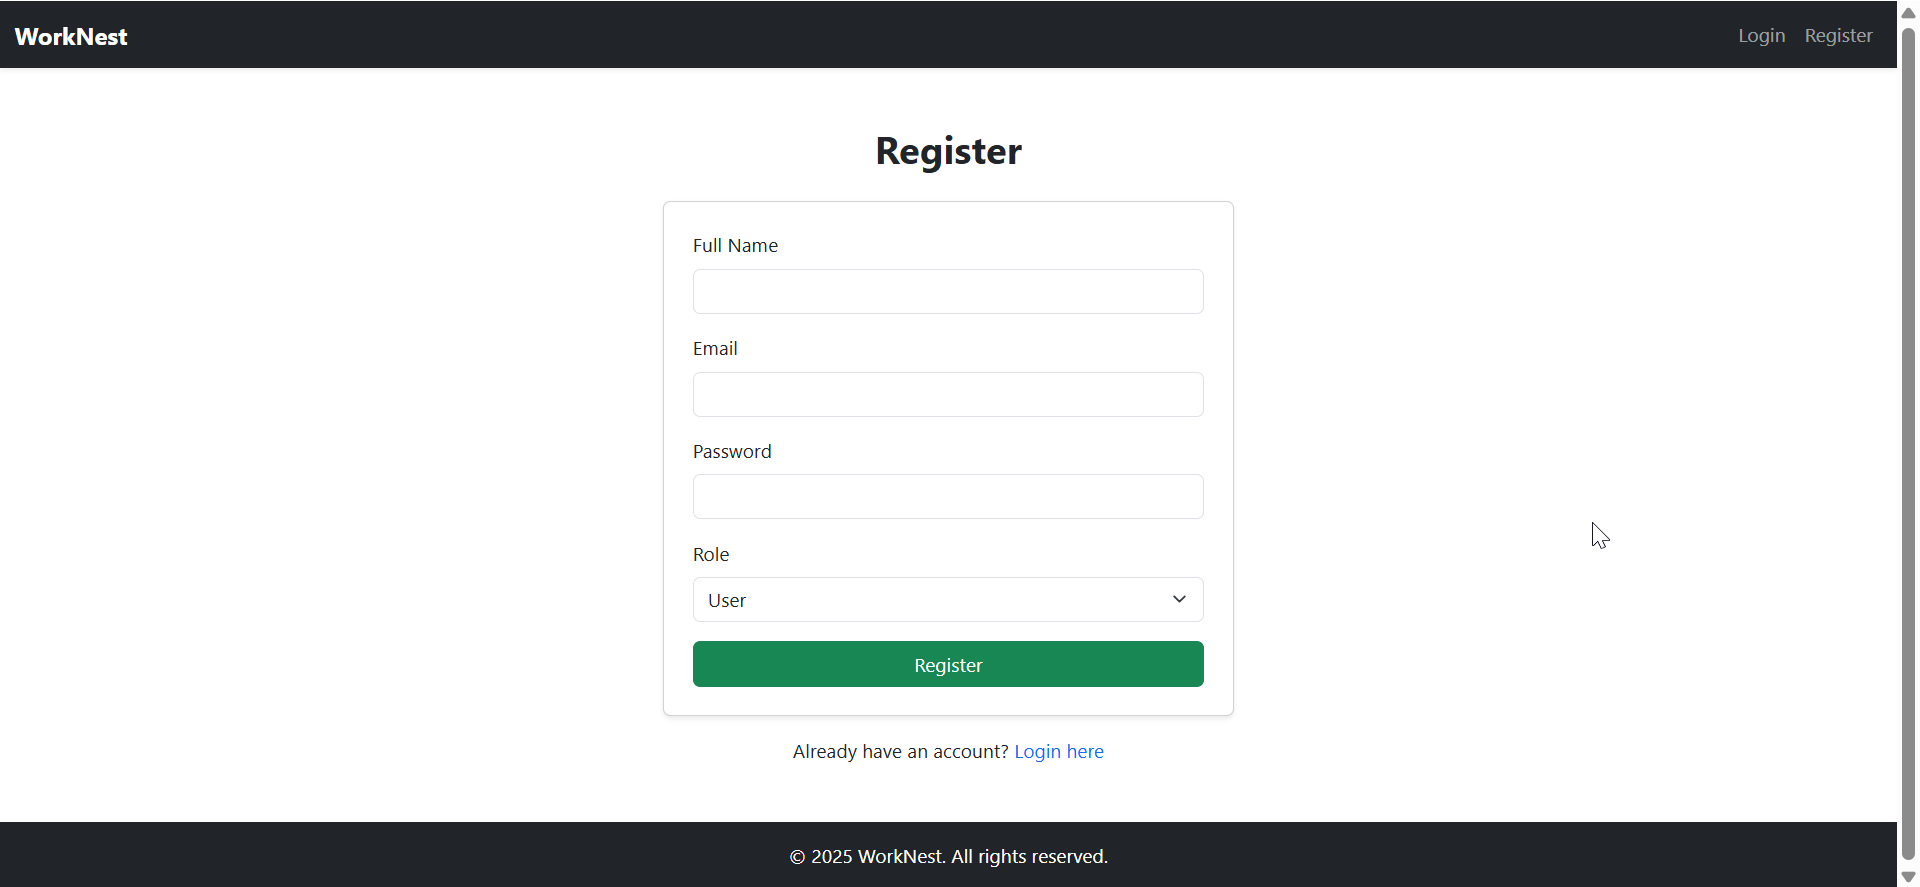 WorkNest
Login Register
Register
Full Name
Email
Password
Role
User
Register
Already have an account? Login here
© 2025 WorkNest. All rights reserved.